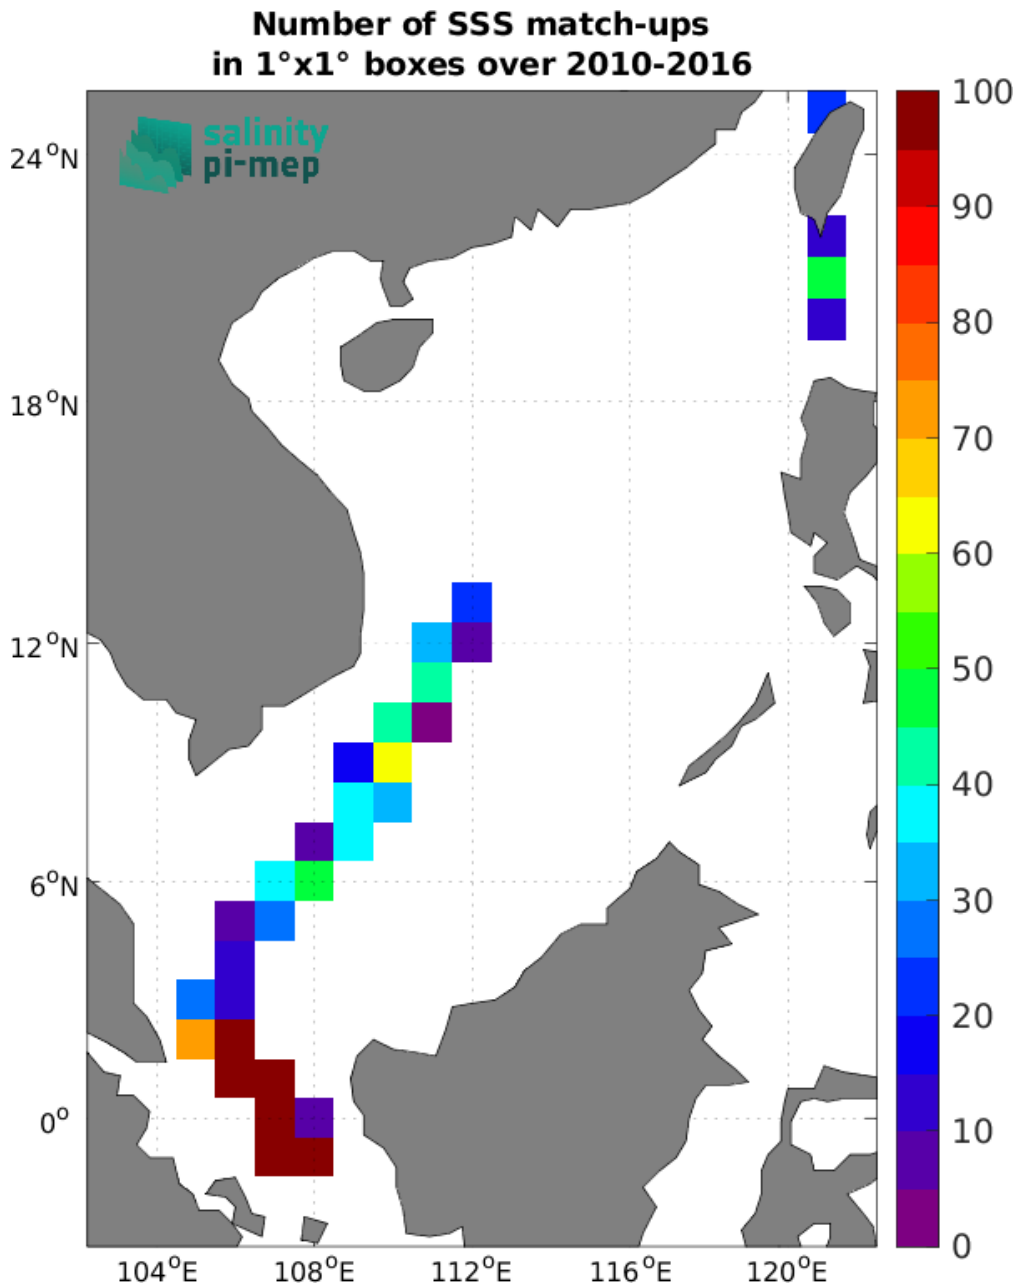 Number of SSS match-ups
in 1°x1° boxes over 2010-2016
salinity
pi-mep
24°N
18°N
12°N
6°N
0°
104°E
108°E
112°E
116°E
120°E
100
90
80
70
60
50
40
30
20
10
0